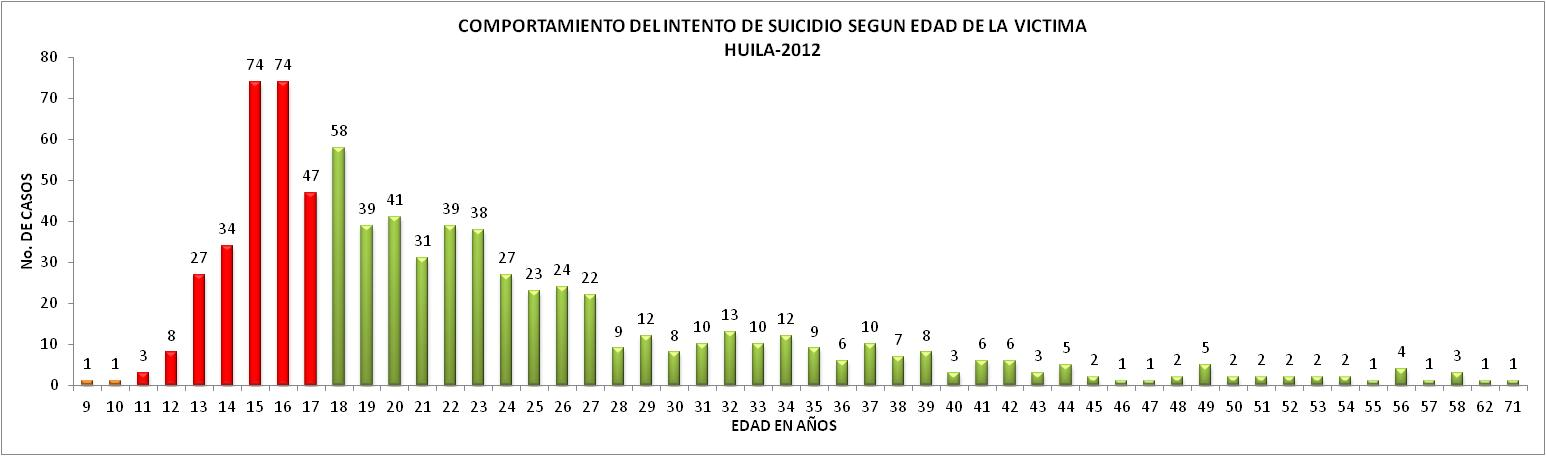 COMPORTAMIENTO DEL INTENTO DE SUICIDIO SEGUN EDAD DE LA VICTIMA
HUILA-2012
No. DE CASOS
80
70
60
50
40
30
20
10
0
1 1 3 8 27 34 74 74 47 58 39 41 31 39 38 27 23 24 22 9 12 8 10 13 10 12 9 6 10 7 8 3 6 6 3 5 2 1 1 2 5 2 2 2 2 2 1 4 1 3 1 1
9 10 11 12 13 14 15 16 17 18 19 20 21 22 23 24 25 26 27 28 29 30 31 32 33 34 35 36 37 38 39 40 41 42 43 44 45 46 47 48 49 50 51 52 53 54 55 56 57 58 62 71
EDAD EN AÑOS